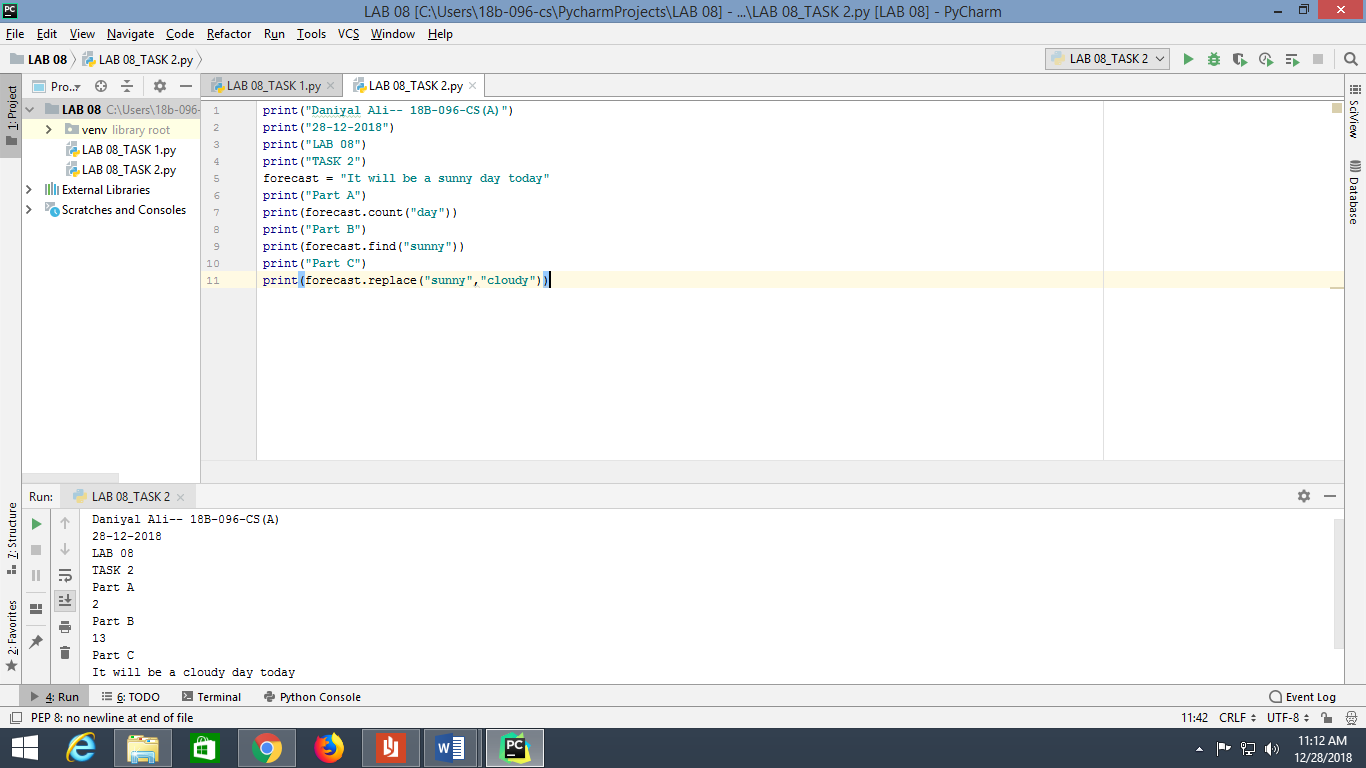 LAB 08 [C:\Users\18b-096-cs\PycharmProjects\LAB 08] - ...\LAB 08_TASK 2.py [LAB 08] - PyCharm
File Edit View Navigate Code Refactor Run Tools VCS Window Help
LAB 08 LAB 08_TASK 2.py LAB 08_TASK 2
1: Project
Pro..
LAB 08 C:\Users\18b-096-
venv library root
LAB 08_TASK 1.py
LAB 08_TASK 2.py
External Libraries
Scratches and Consoles
LAB 08_TASK 1.py LAB 08_TASK 2.py
1 print("Daniyal Ali-- 18B-096-CS(A)")
2 print("28-12-2018")
3 print("LAB 08")
4 print("TASK 2")
5 forecast = "It will be a sunny day today"
6 print("Part A")
7 print(forecast.count("day"))
8 print("Part B")
9 print(forecast.find("sunny"))
10 print("Part C")
11 print(forecast.replace("sunny","cloudy"))
SciView
Database
Run: LAB 08_TASK 2
7: Structure
2: Favorites
Daniyal Ali-- 18B-096-CS(A)
28-12-2018
LAB 08
TASK 2
Part A
2
Part B
13
Part C
It will be a cloudy day today
4: Run 6: TODO Terminal Python Console Event Log
PEP 8: no newline at end of file 11:42 CRLF UTF-8
PC
11:12 AM
12/28/2018